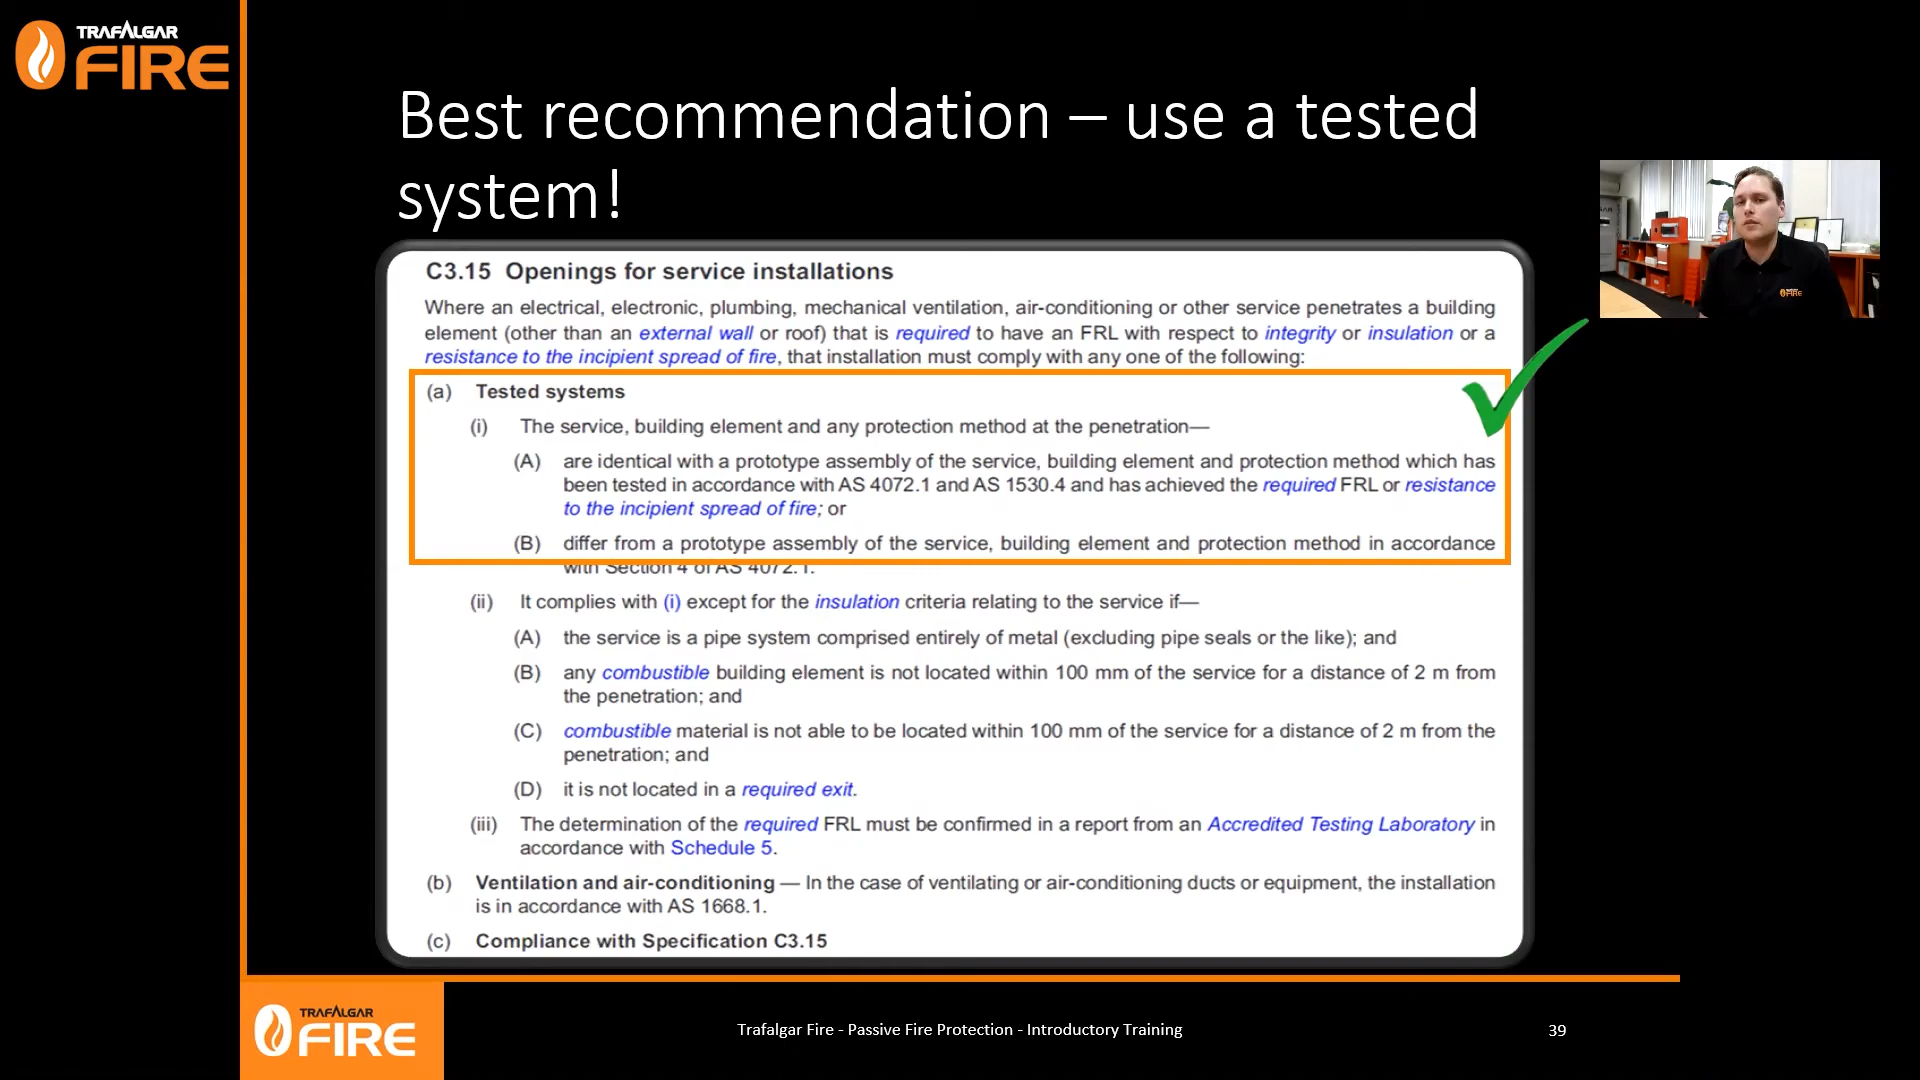 TRAFALGAR
FIRE
Best recommendation – use a tested
system!
C3.15 Openings for service installations
Where an electrical, electronic, plumbing, mechanical ventilation, air-conditioning or other service penetrates a building
element (other than an external wall or roof) that is required to have an FRL with respect to integrity or insulation or a
resistance to the incipient spread of fire, that installation must comply with any one of the following:
(a) Tested systems
(i) The service, building element and any protection method at the penetration—
(A) are identical with a prototype assembly of the service, building element and protection method which has
been tested in accordance with AS 4072.1 and AS 1530.4 and has achieved the required FRL or resistance
to the incipient spread of fire; or
(B) differ from a prototype assembly of the service, building element and protection method in accordance
with Section 4 of AS 4072.1.
(ii) It complies with (i) except for the insulation criteria relating to the service if—
(A) the service is a pipe system comprised entirely of metal (excluding pipe seals or the like); and
(B) any combustible building element is not located within 100 mm of the service for a distance of 2 m from
the penetration; and
(C) combustible material is not able to be located within 100 mm of the service for a distance of 2 m from the
penetration; and
(D) it is not located in a required exit.
(iii) The determination of the required FRL must be confirmed in a report from an Accredited Testing Laboratory in
accordance with Schedule 5.
(b) Ventilation and air-conditioning — In the case of ventilating or air-conditioning ducts or equipment, the installation
is in accordance with AS 1668.1.
(c) Compliance with Specification C3.15
TRAFALGAR
FIRE
Trafalgar Fire - Passive Fire Protection - Introductory Training
39